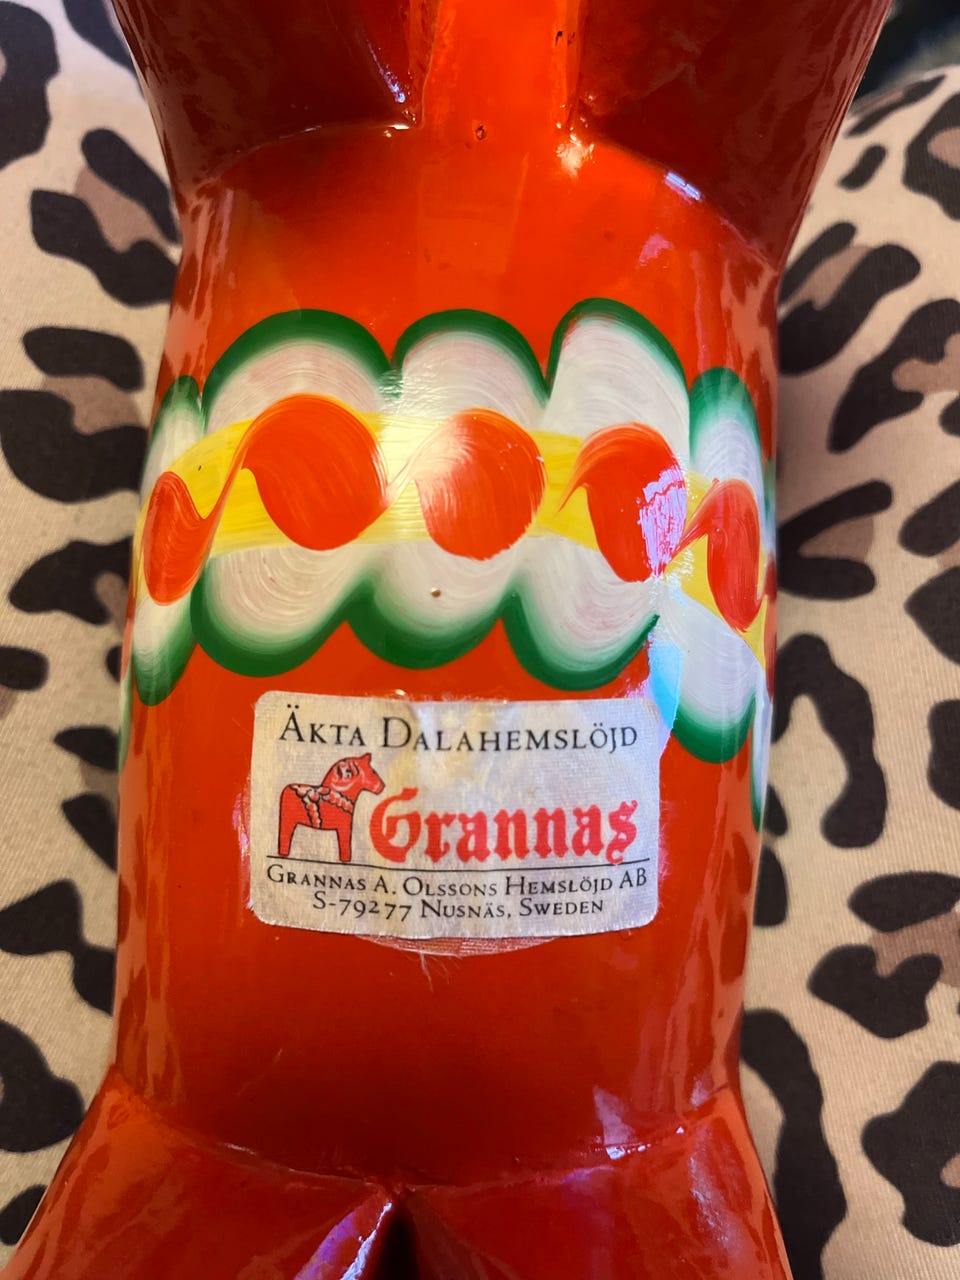 Äkta Dalahemslöjd
Grannas
Grannas A. Olssons Hemslöjd AB
S-79277 Nusnäs, Sweden